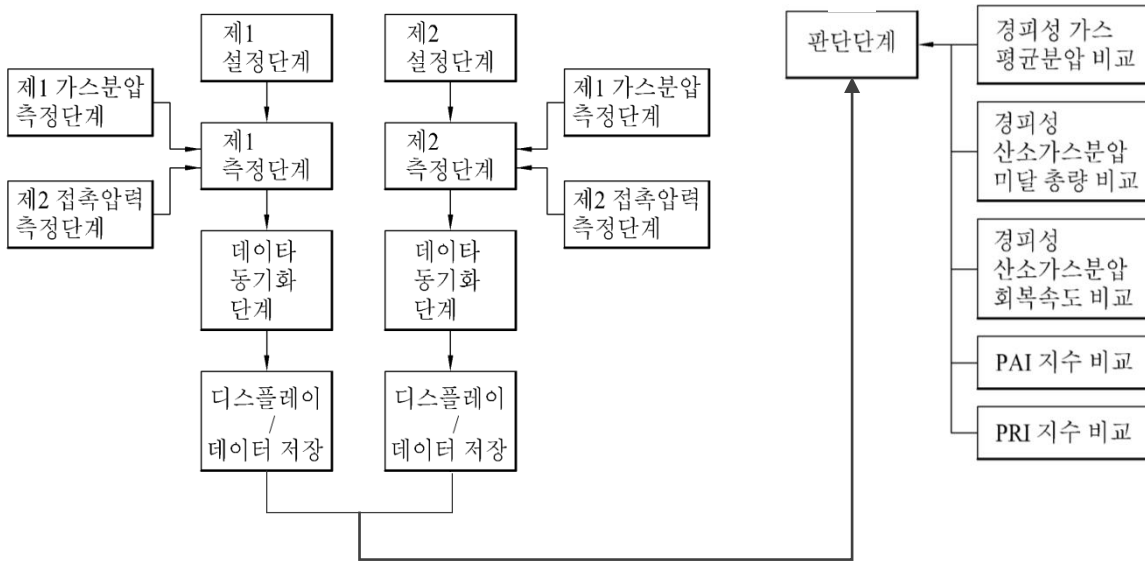 제1
설정단계
제2
설정단계
판단단계
경피성 가스
평균분압 비교
제1 가스분압
측정단계
제1
측정단계
제2
측정단계
제1 가스분압
측정단계
경피성
산소가스분압
미달 총량 비교
제2 접촉압력
측정단계
제2 접촉압력
측정단계
데이타
동기화
단계
데이타
동기화
단계
경피성
산소가스분압
회복속도 비교
디스플레이
/
데이터 저장
디스플레이
/
데이터 저장
PAI 지수 비교
PRI 지수 비교